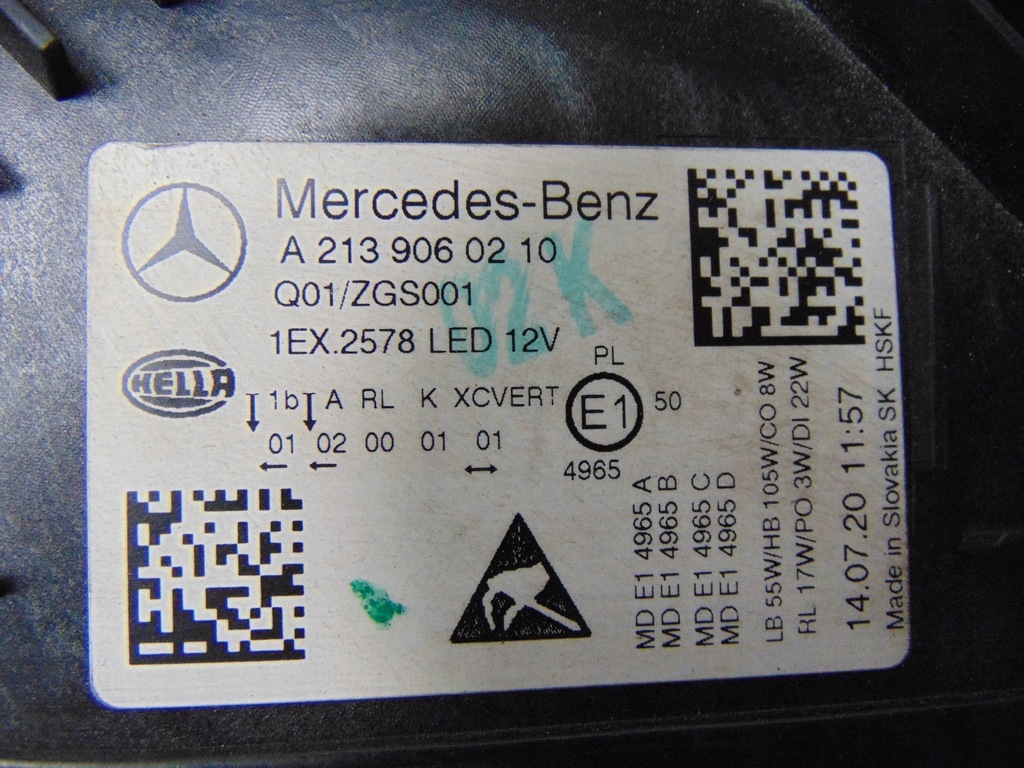 Mercedes-Benz
A 213 906 02 10
Q01/ZGS001
1EX.2578 LED 12V
52K
HELLA
1b A RL K XCVERT
01 02 00 01 01
PL
E1 50
4965
MD E1 4965 A
MD E1 4965 B
MD E1 4965 C
MD E1 4965 D
LB 55W/HB 105W/CO 8W
RL 17W/PO 3W/DI 22W
14.07.20 11:57
Made in Slovakia SK HSKF